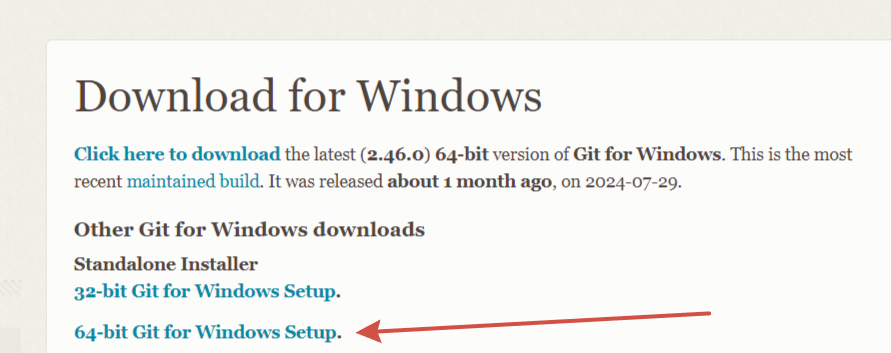 Download for Windows
Click here to download the latest (2.46.0) 64-bit version of Git for Windows. This is the most
recent maintained build. It was released about 1 month ago, on 2024-07-29.
Other Git for Windows downloads
Standalone Installer
32-bit Git for Windows Setup.
64-bit Git for Windows Setup.